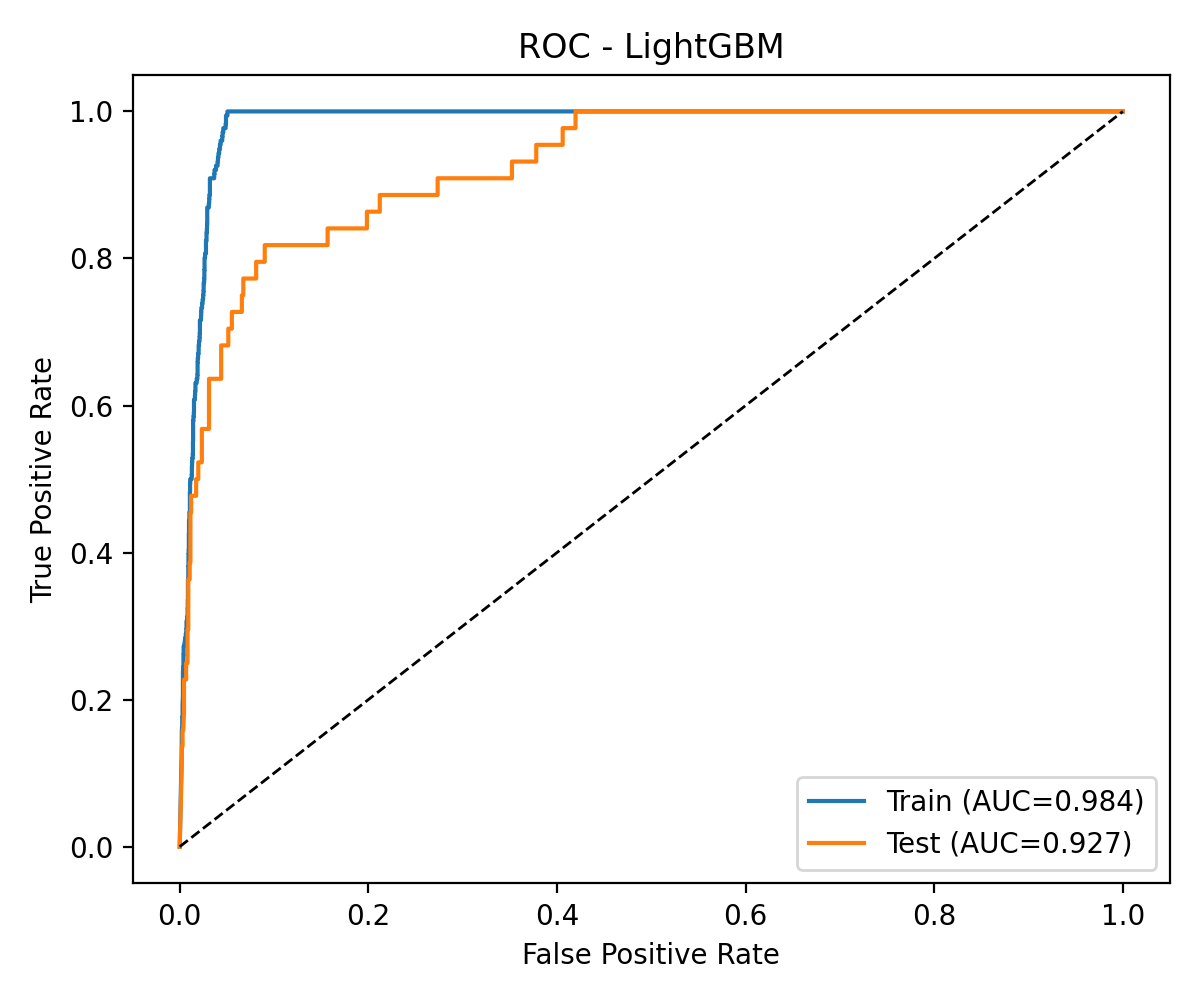 ROC - LightGBM
True Positive Rate
1.0
0.8
0.6
0.4
0.2
0.0
Train (AUC=0.984)
Test (AUC=0.927)
0.0 0.2 0.4 0.6 0.8 1.0
False Positive Rate